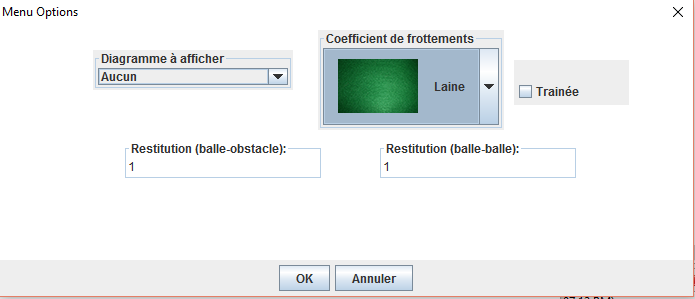 Menu Options
Coefficient de frottements
Diagramme à afficher
Aucun
Laine
Trainée
Restitution (balle-obstacle):
Restitution (balle-balle):
1
1
OK
Annuler